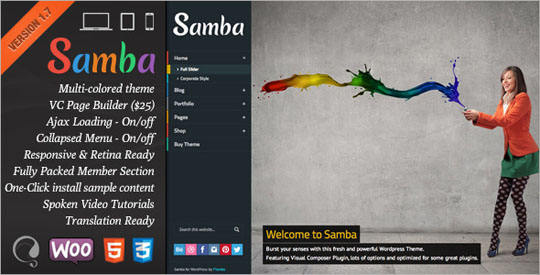 VERSION 1.7
Samba
Multi-colored theme
VC Page Builder ($25)
Ajax Loading - On/off
Collapsed Menu - On/off
Responsive & Retina Ready
Fully Packed Member Section
One-Click install sample content
Spoken Video Tutorials
Translation Ready
WOO
5
3
Samba
Home
Full Slider
Corporate Style
Blog
Portfolio
Pages
Shop
Buy Theme
Search this website...
Samba for WordPress by
Welcome to Samba
Burst your senses with this fresh and powerful Wordpress Theme.
Featuring Visual Composer Plugin, lots of options and optimized for some great plugins.